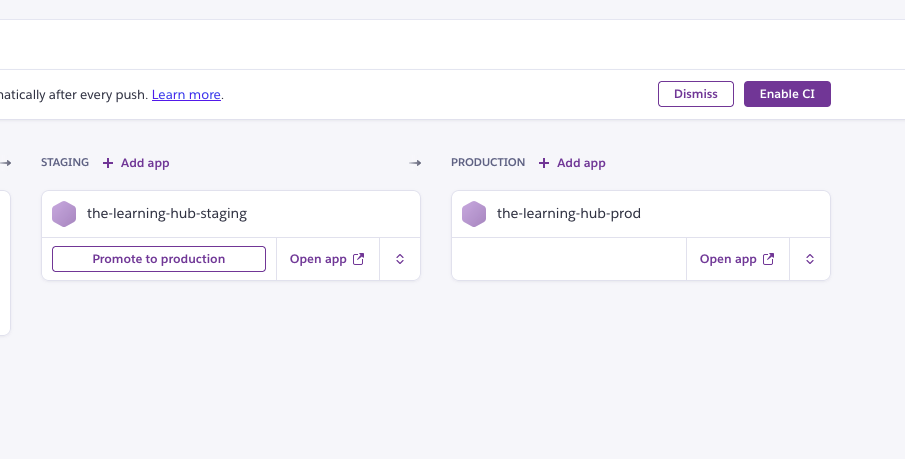 after every push. Learn more.
Dismiss
Enable CI
STAGING
Add app
PRODUCTION
Add app
the-learning-hub-staging
the-learning-hub-prod
Promote to production
Open app
Open app